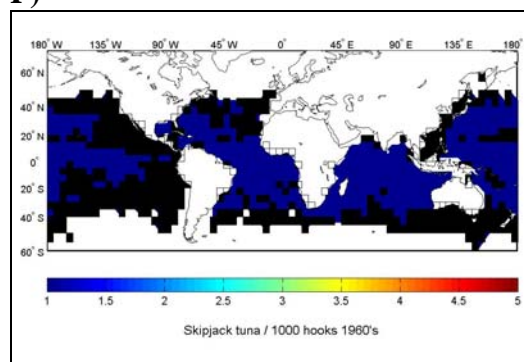 180° W 135° W 90° W 45° W 0° 45° E 90° E 135° E 180°
60° N
40° N
20° N
0°
20° S
40° S
60° S
1 1.5 2 2.5 3 3.5 4 4.5 5
Skipjack tuna / 1000 hooks 1960's